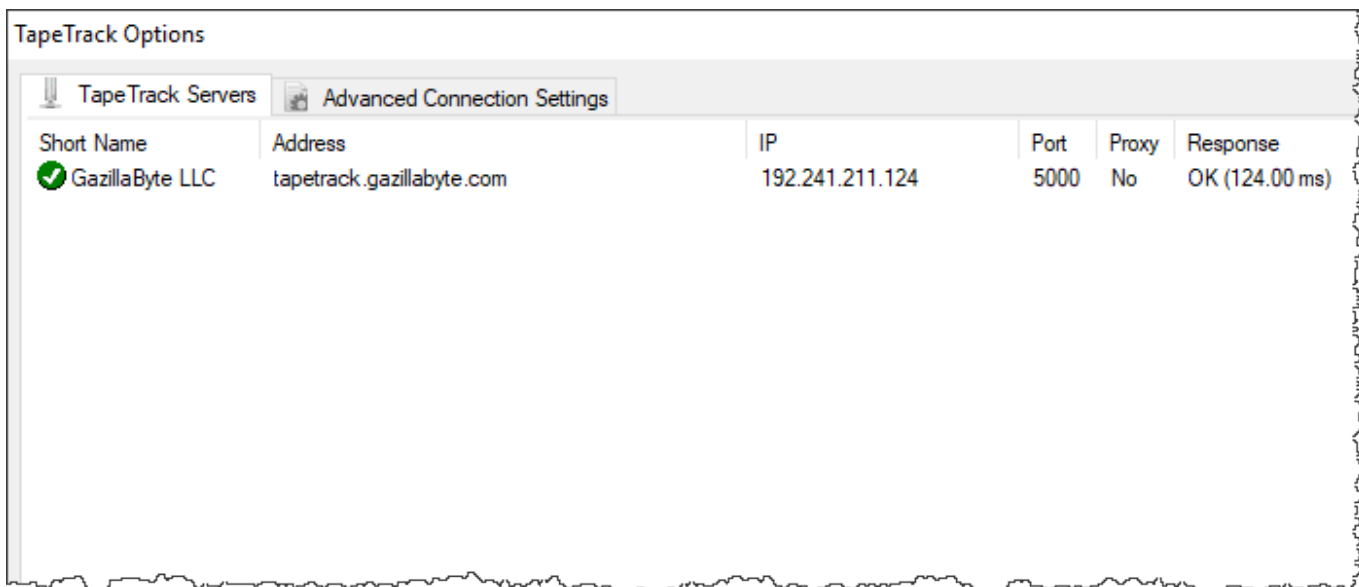 TapeTrack Options
TapeTrack Servers Advanced Connection Settings
Short Name Address IP Port Proxy Response
GazillaByte LLC tapetrack.gazillabyte.com 192.241.211.124 5000 No OK (124.00 ms)